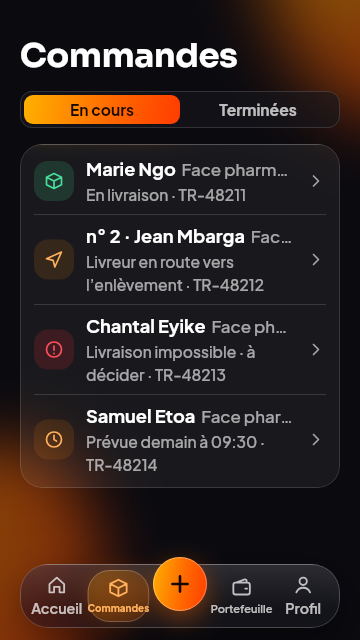 Commandes
En cours
Terminées
Marie Ngo Face pharm…
En livraison · TR-48211
n° 2 · Jean Mbarga Fac…
Livreur en route vers
l’enlèvement · TR-48212
Chantal Eyike Face ph…
Livraison impossible · à
décider · TR-48213
Samuel Etoa Face phar…
Prévue demain à 09:30 ·
TR-48214
Accueil
Commandes
Portefeuille
Profil